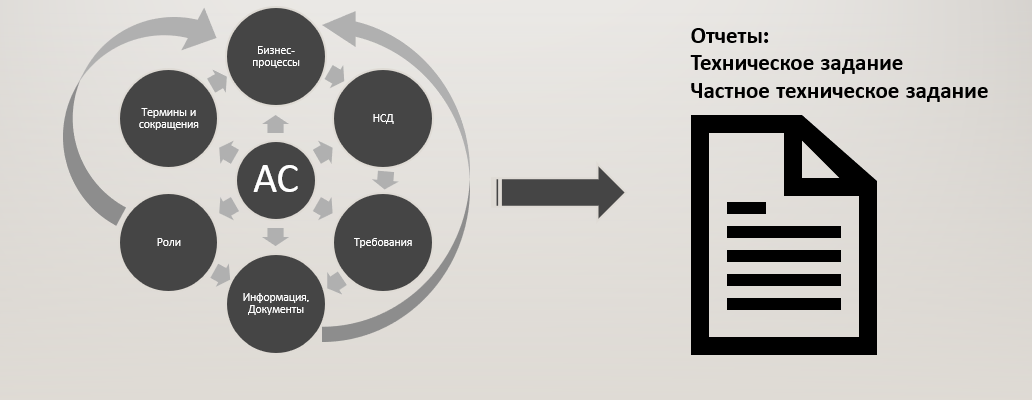 Бизнес-
процессы
Термины и
сокращения
НСД
АС
Роли
Требования
Информация,
Документы
Отчеты:
Техническое задание
Частное техническое задание